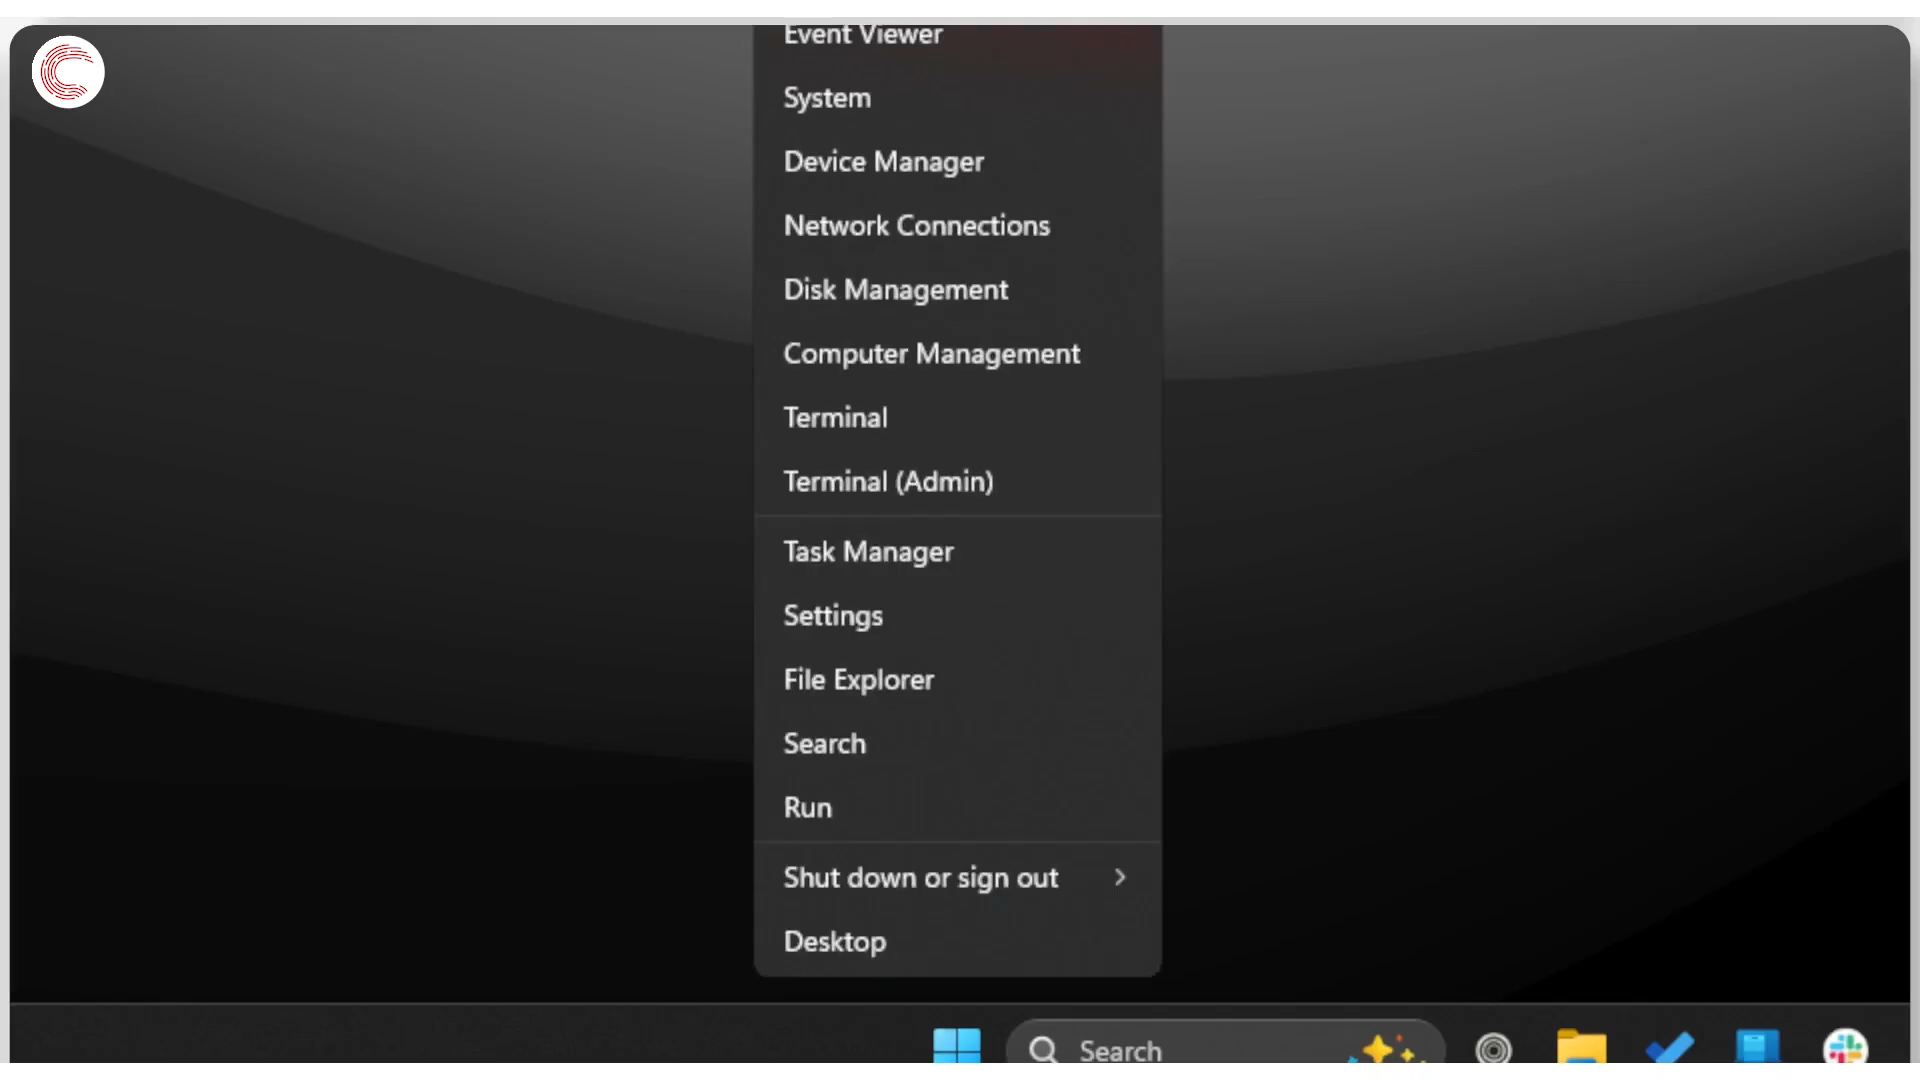 Event Viewer
System
Device Manager
Network Connections
Disk Management
Computer Management
Terminal
Terminal (Admin)
Task Manager
Settings
File Explorer
Search
Run
Shut down or sign out
Desktop
Search